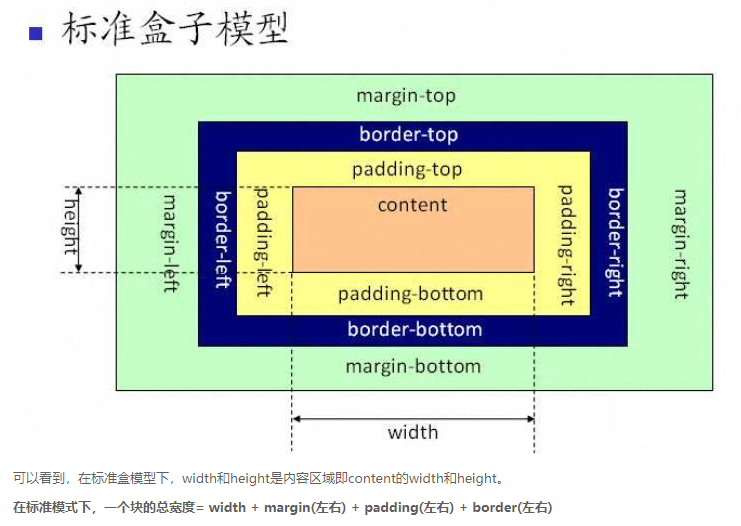 标准盒子模型
margin-top
border-top
padding-top
content
height
margin-left
border-left
padding-left
padding-right
border-right
margin-right
padding-bottom
border-bottom
margin-bottom
width
可以看到，在标准盒模型下，width和height是内容区域即content的width和height。
在标准模式下，一个块的总宽度= width + margin(左右) + padding(左右) + border(左右)